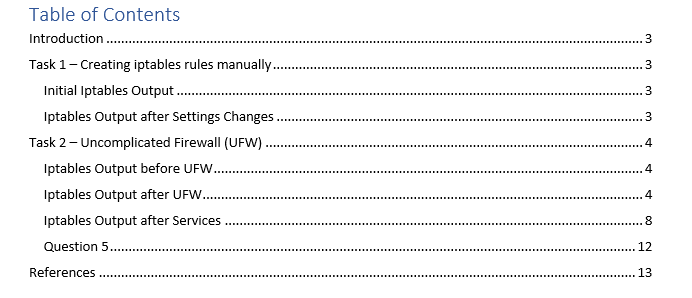 Table of Contents
Introduction ........ 3
Task 1 – Creating iptables rules manually ........ 3
Initial Iptables Output ........ 3
Iptables Output after Settings Changes ........ 3
Task 2 – Uncomplicated Firewall (UFW) ........ 4
Iptables Output before UFW ........ 4
Iptables Output after UFW ........ 4
Iptables Output after Services ........ 8
Question 5 ........ 12
References ........ 13